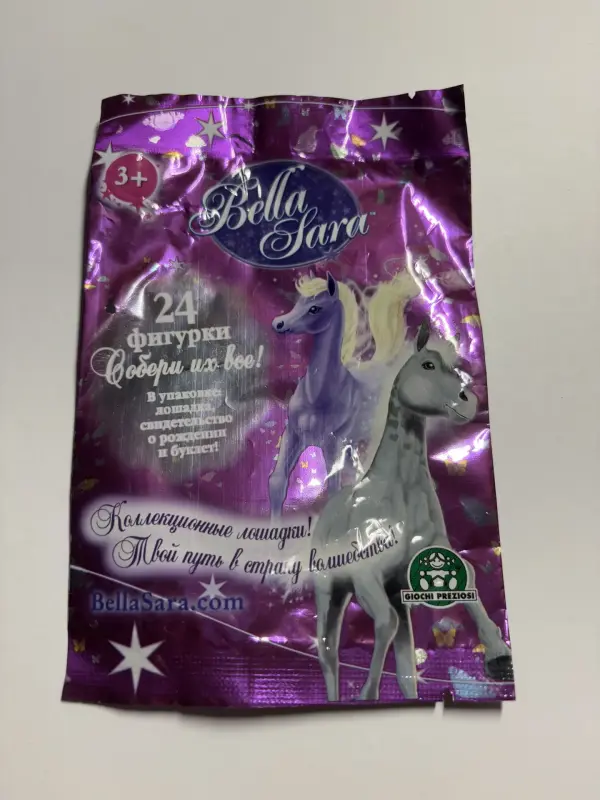 3+
Bella
Sara™
24
фигурки
Собери их все!
В упаковке:
лошадка,
свидетельство
о рождении
и буклет!
Коллекционные лошадки!
Твой путь в страну волшебства!
BellaSara.com
GIOCHI PREZIOSI